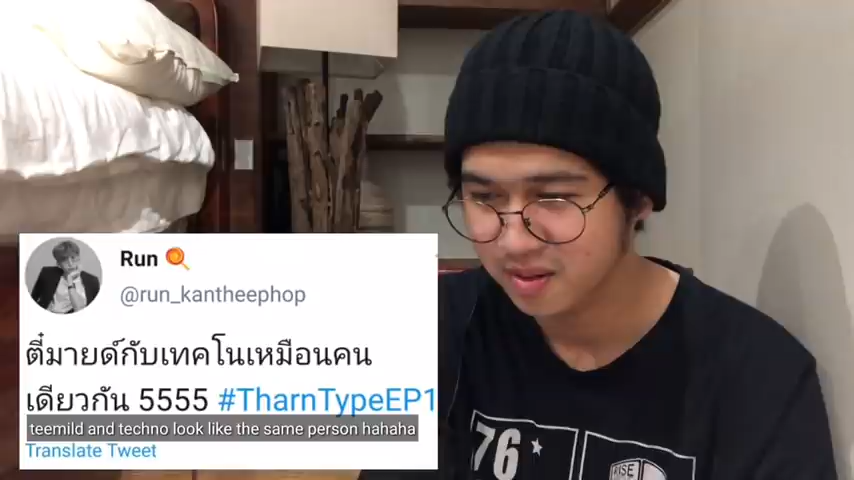 Run
@run_kantheephop
ตี๋มายด์กับเทคโนเหมือนคน
เดียวกัน 5555 #TharnTypeEP1
teemild and techno look like the same person hahaha
Translate Tweet
76
RISE